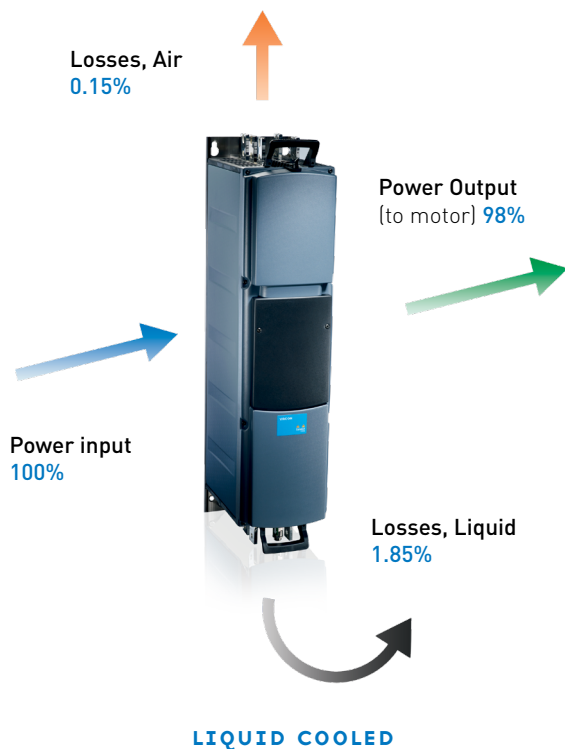 Losses, Air
0.15%
Power Output
(to motor) 98%
Power input
100%
Losses, Liquid
1.85%
LIQUID COOLED